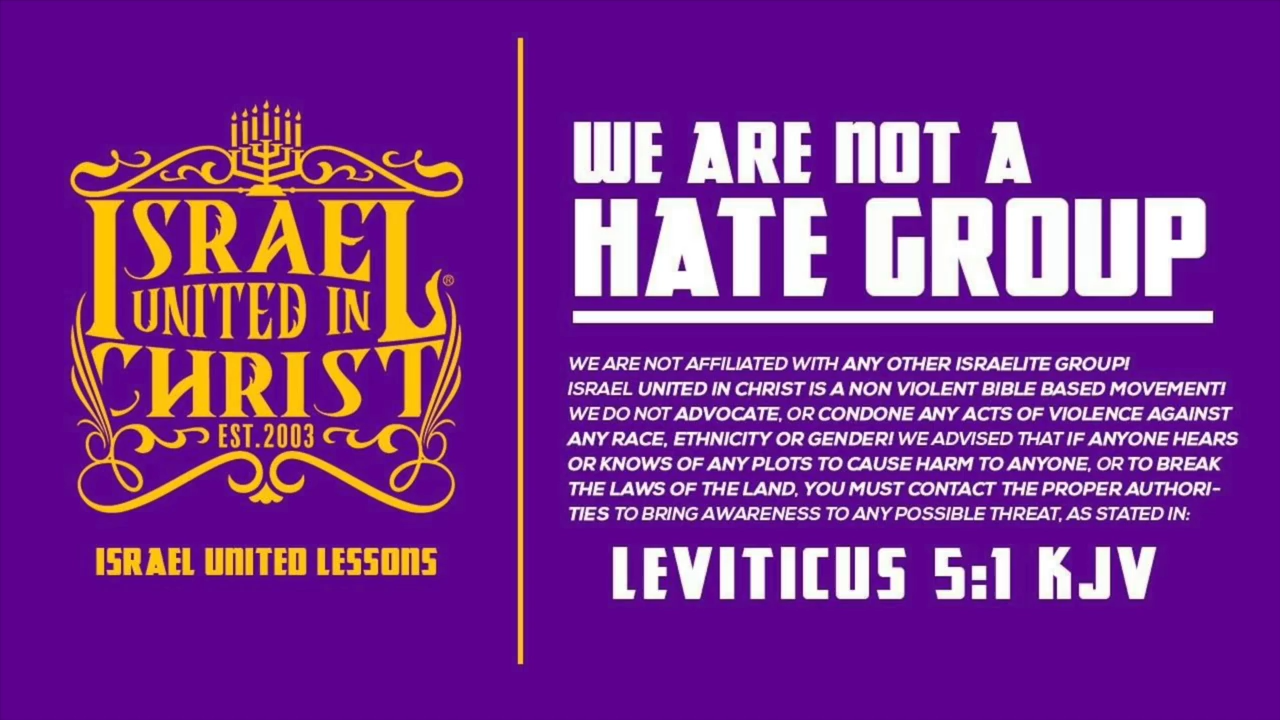 ISRAEL
UNITED IN
CHRIST
®
EST.2003
ISRAEL UNITED LESSONS
WE ARE NOT A
HATE GROUP
WE ARE NOT AFFILIATED WITH ANY OTHER ISRAELITE GROUP!
ISRAEL UNITED IN CHRIST IS A NON VIOLENT BIBLE BASED MOVEMENT!
WE DO NOT ADVOCATE, OR CONDONE ANY ACTS OF VIOLENCE AGAINST
ANY RACE, ETHNICITY OR GENDER! WE ADVISED THAT IF ANYONE HEARS
OR KNOWS OF ANY PLOTS TO CAUSE HARM TO ANYONE, OR TO BREAK
THE LAWS OF THE LAND, YOU MUST CONTACT THE PROPER AUTHORI-
TIES TO BRING AWARENESS TO ANY POSSIBLE THREAT, AS STATED IN:
LEVITICUS 5:1 KJV